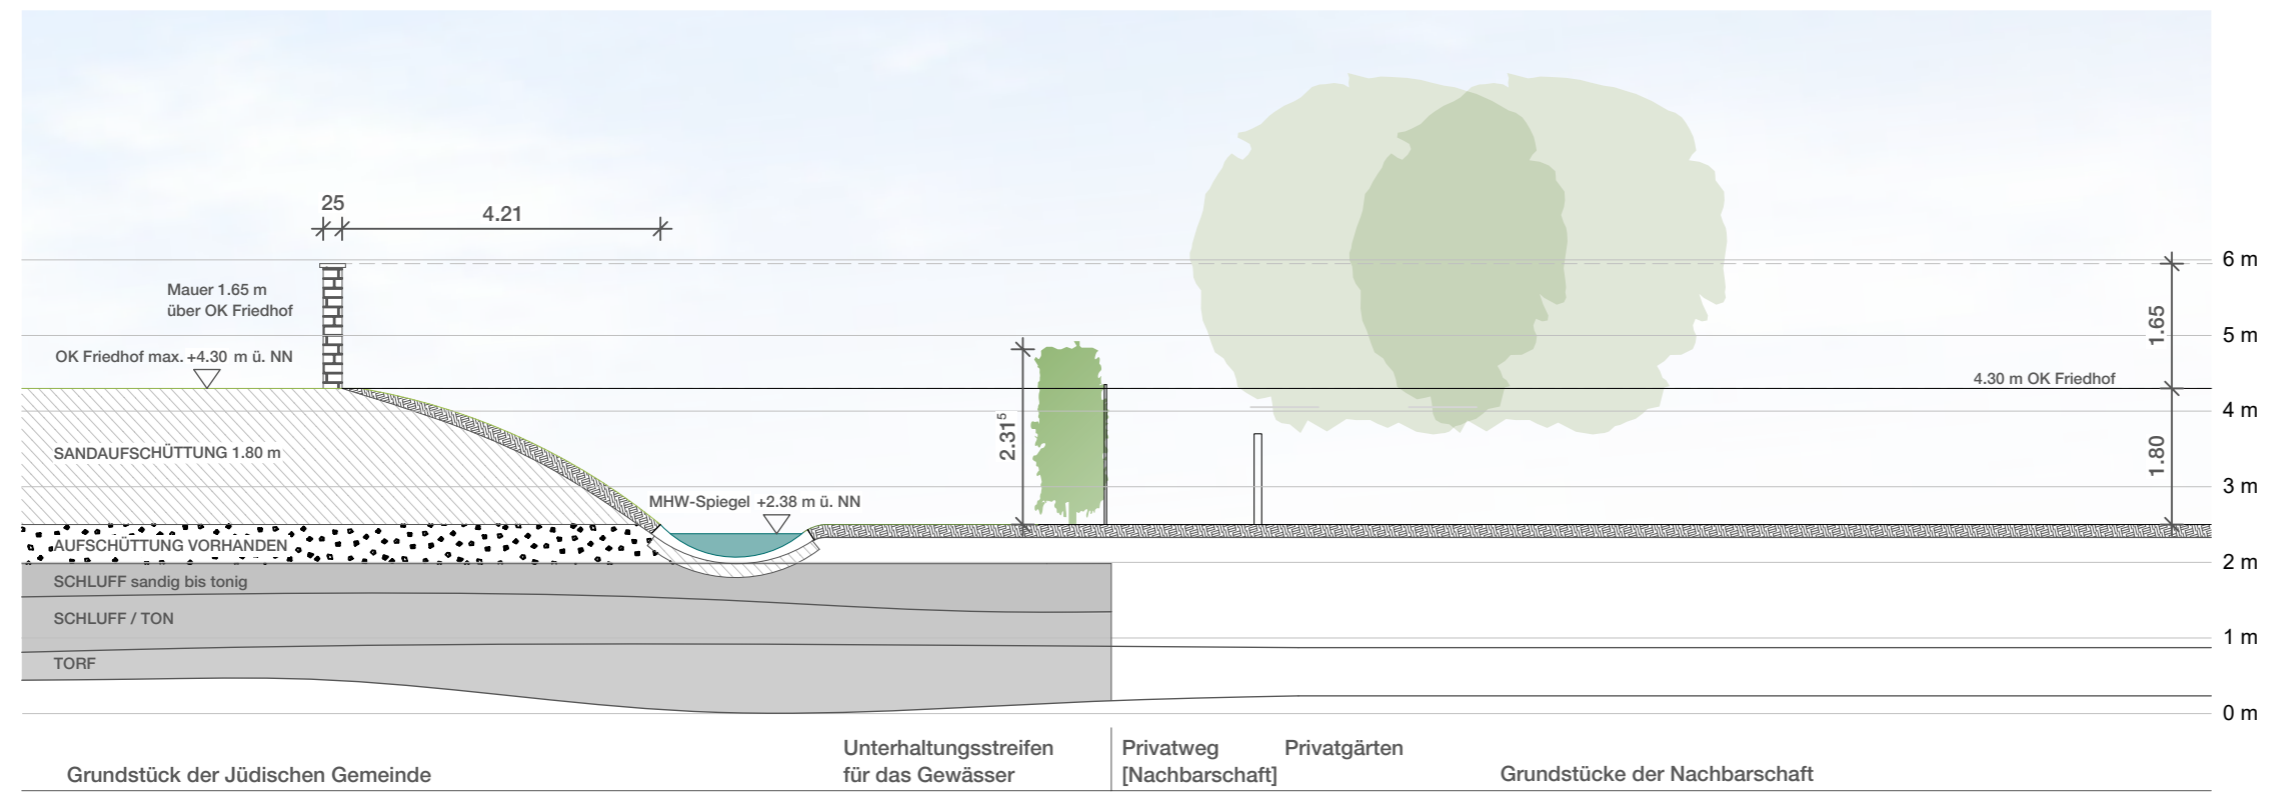 25
4.21
6 m
Mauer 1.65 m
über OK Friedhof
1.65
5 m
OK Friedhof max. +4.30 m ü. NN
4.30 m OK Friedhof
4 m
2.31⁵
SANDAUFSCHÜTTUNG 1.80 m
1.80
3 m
MHW-Spiegel +2.38 m ü. NN
AUFSCHÜTTUNG VORHANDEN
2 m
SCHLUFF sandig bis tonig
SCHLUFF / TON
1 m
TORF
0 m
Unterhaltungsstreifen
für das Gewässer
Privatweg
[Nachbarschaft]
Privatgärten
Grundstück der Jüdischen Gemeinde
Grundstücke der Nachbarschaft